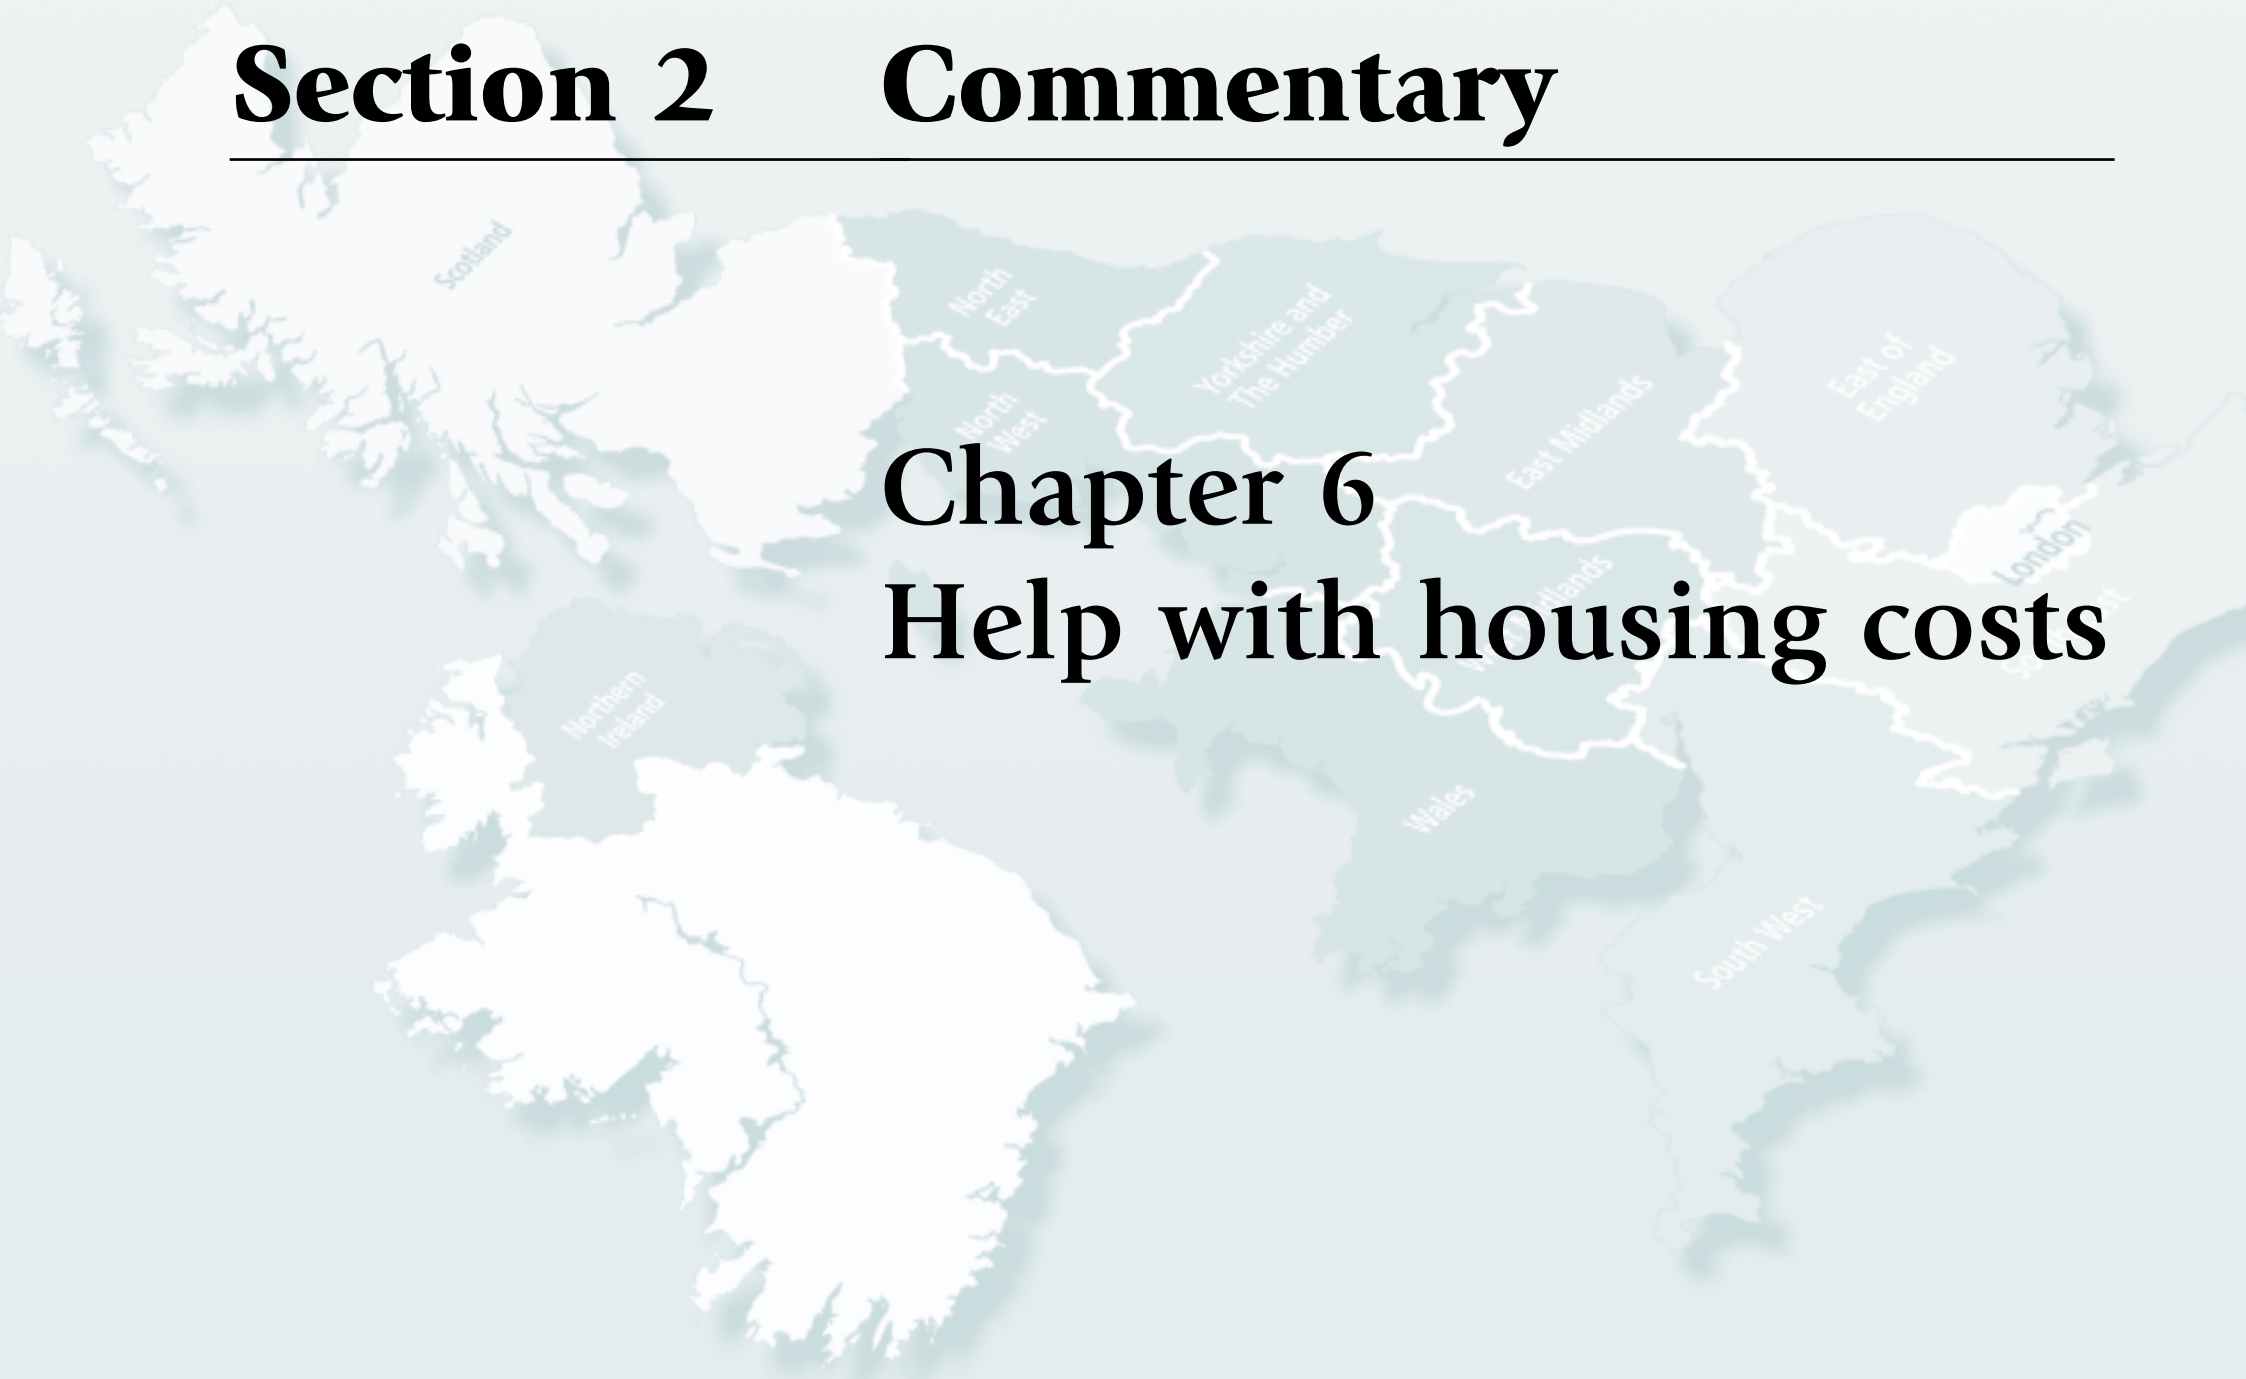 Section 2 Commentary
Scotland
North
East
Yorkshire and
The Humber
North
West
East Midlands
East of
England
London
Chapter 6
Help with housing costs
Northern
Ireland
Wales
South West